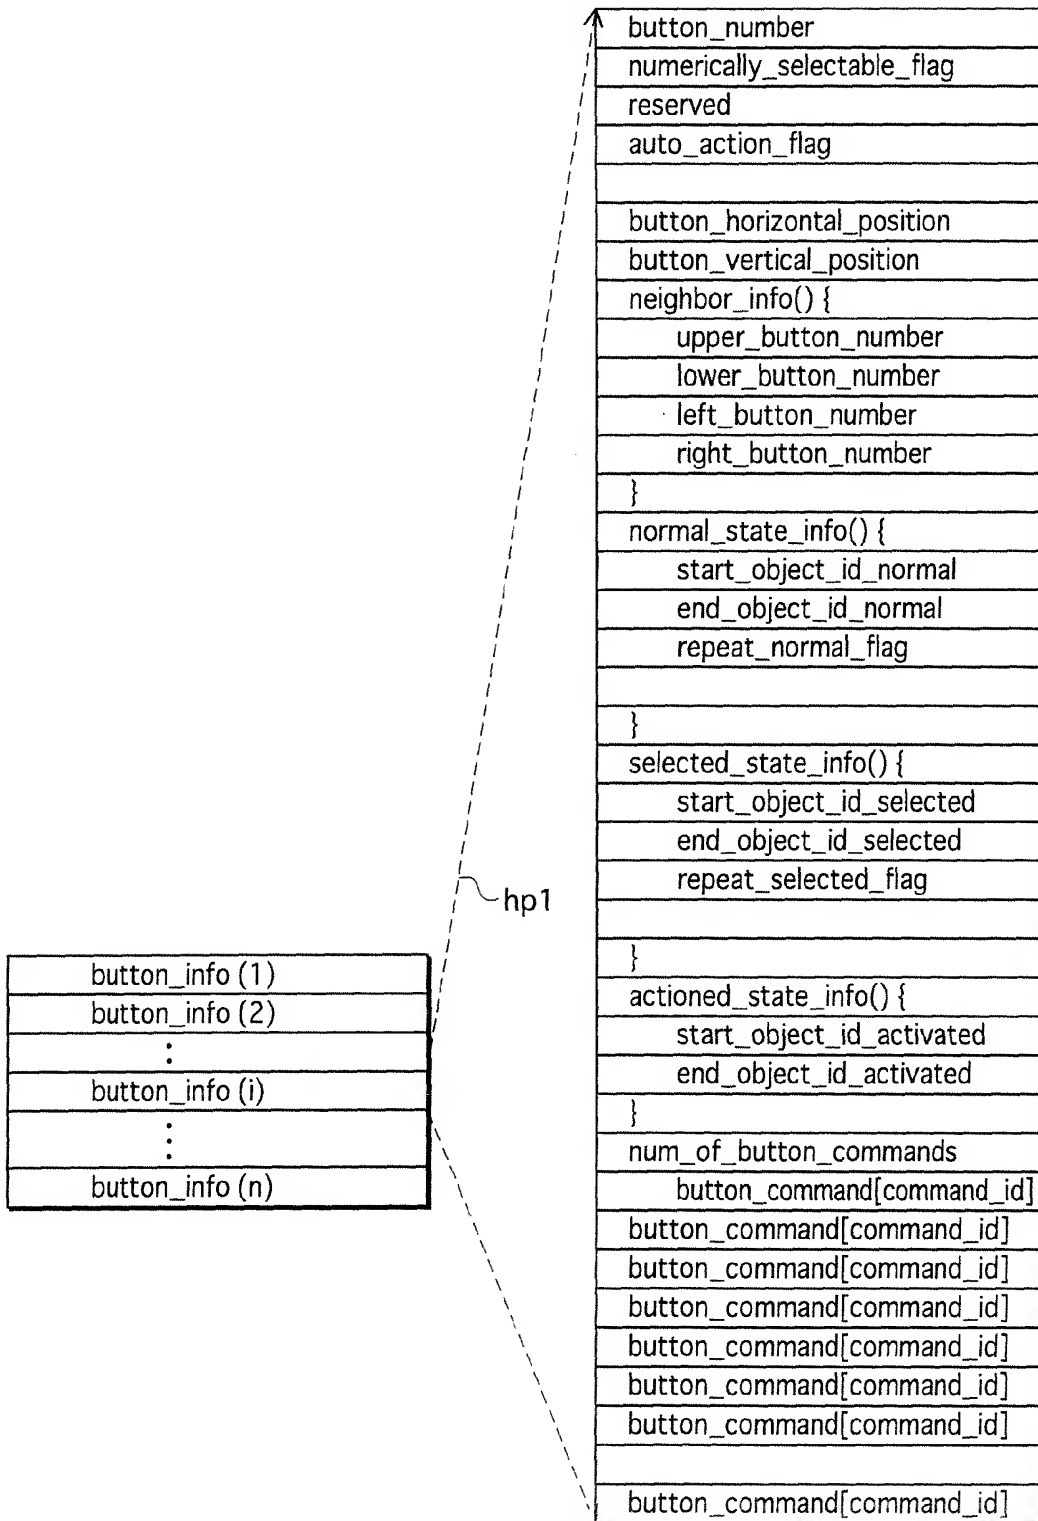 button_number
numerically_selectable_flag
reserved
auto_action_flag
button_horizontal_position
button_vertical_position
neighbor_info() {
upper_button_number
lower_button_number
left_button_number
right_button_number
}
normal_state_info() {
start_object_id_normal
end_object_id_normal
repeat_normal_flag
}
selected_state_info() {
start_object_id_selected
end_object_id_selected
repeat_selected_flag
}
actioned_state_info() {
start_object_id_activated
end_object_id_activated
}
num_of_button_commands
button_command[command_id]
button_command[command_id]
button_command[command_id]
button_command[command_id]
button_command[command_id]
button_command[command_id]
button_command[command_id]
button_command[command_id]
hp1
button_info (1)
button_info (2)
⋮
button_info (i)
⋮
button_info (n)